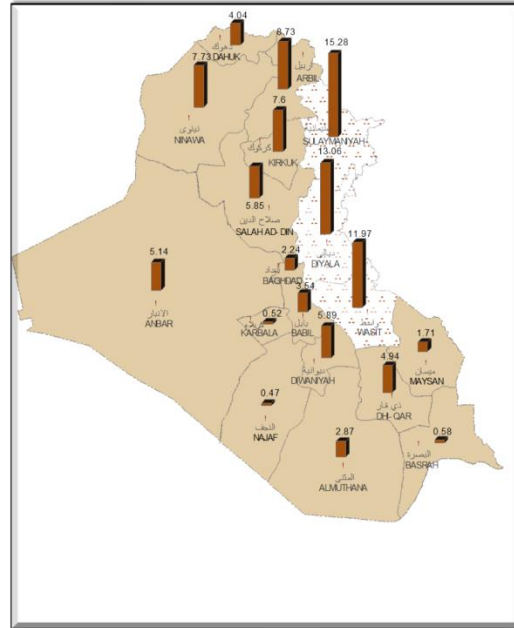 4.04
دهوك
DAHUK
8.73
اربيل
ARBIL
15.28
SULAYMANIYAH
7.73
نينوى
NINAWA
7.6
كركوك
KIRKUK
13.06
ديالى
DIYALA
5.85
صلاح الدين
SALAH AD- DIN
11.97
واسط
WASIT
2.24
بغداد
BAGHDAD
5.14
الانبار
ANBAR
3.54
بابل
BABIL
0.52
كربلاء
KARBALA
5.89
ديوانية
DIWANIYAH
1.71
ميسان
MAYSAN
4.94
ذي قار
DHI- QAR
0.47
النجف
NAJAF
2.87
المثنى
ALMUTHANA
0.58
البصرة
BASRAH